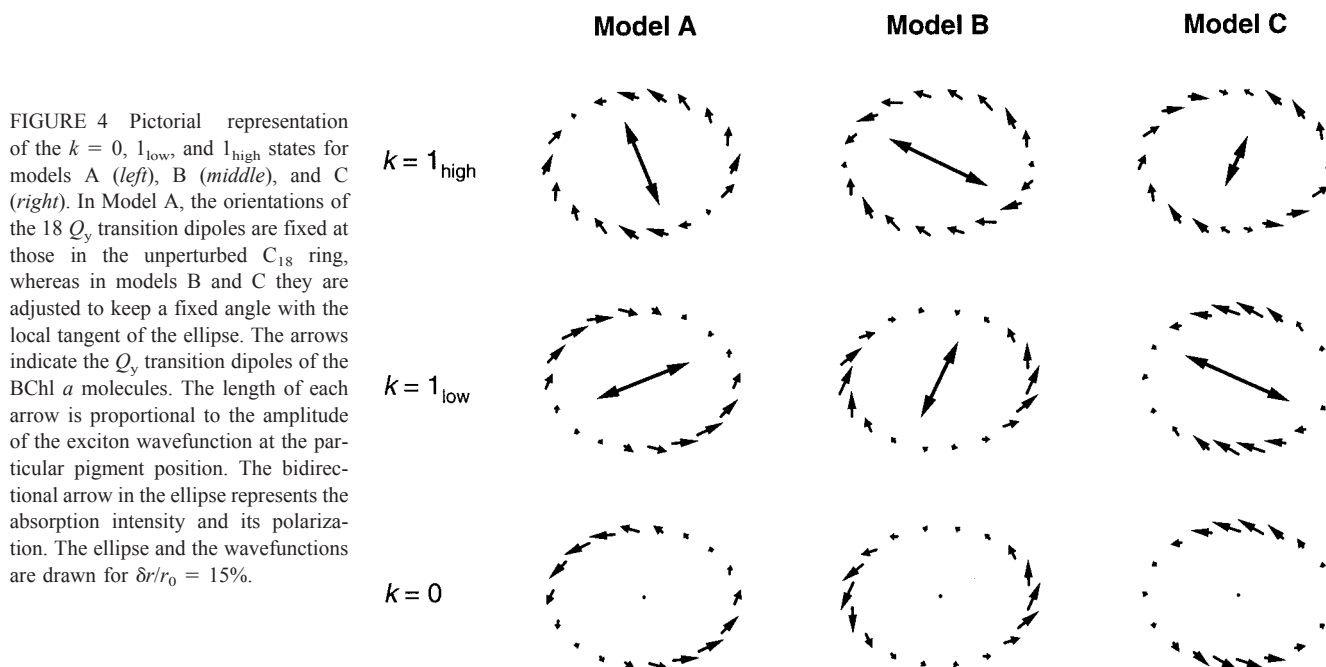 Model A
Model B
Model C
FIGURE 4 Pictorial representation
of the k = 0, 1low, and 1high states for
models A (left), B (middle), and C
(right). In Model A, the orientations of
the 18 Qy transition dipoles are fixed at
those in the unperturbed C18 ring,
whereas in models B and C they are
adjusted to keep a fixed angle with the
local tangent of the ellipse. The arrows
indicate the Qy transition dipoles of the
BChl a molecules. The length of each
arrow is proportional to the amplitude
of the exciton wavefunction at the par-
ticular pigment position. The bidirec-
tional arrow in the ellipse represents the
absorption intensity and its polariza-
tion. The ellipse and the wavefunctions
are drawn for δr/r0 = 15%.
k = 1high
k = 1low
k = 0